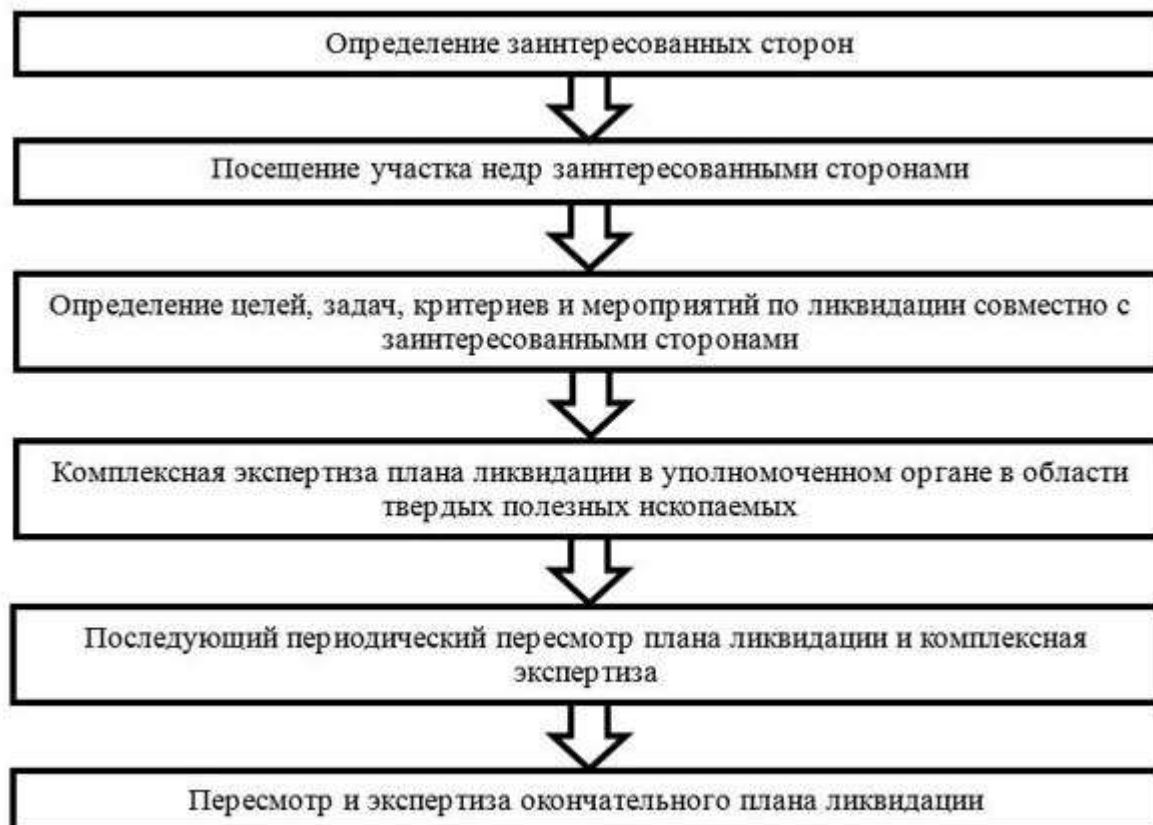 Определение заинтересованных сторон
Посещение участка недр заинтересованными сторонами
Определение целей, задач, критериев и мероприятий по ликвидации совместно с
заинтересованными сторонами
Комплексная экспертиза плана ликвидации в уполномоченном органе в области
твердых полезных ископаемых
Последующий периодический пересмотр плана ликвидации и комплексная
экспертиза
Пересмотр и экспертиза окончательного плана ликвидации